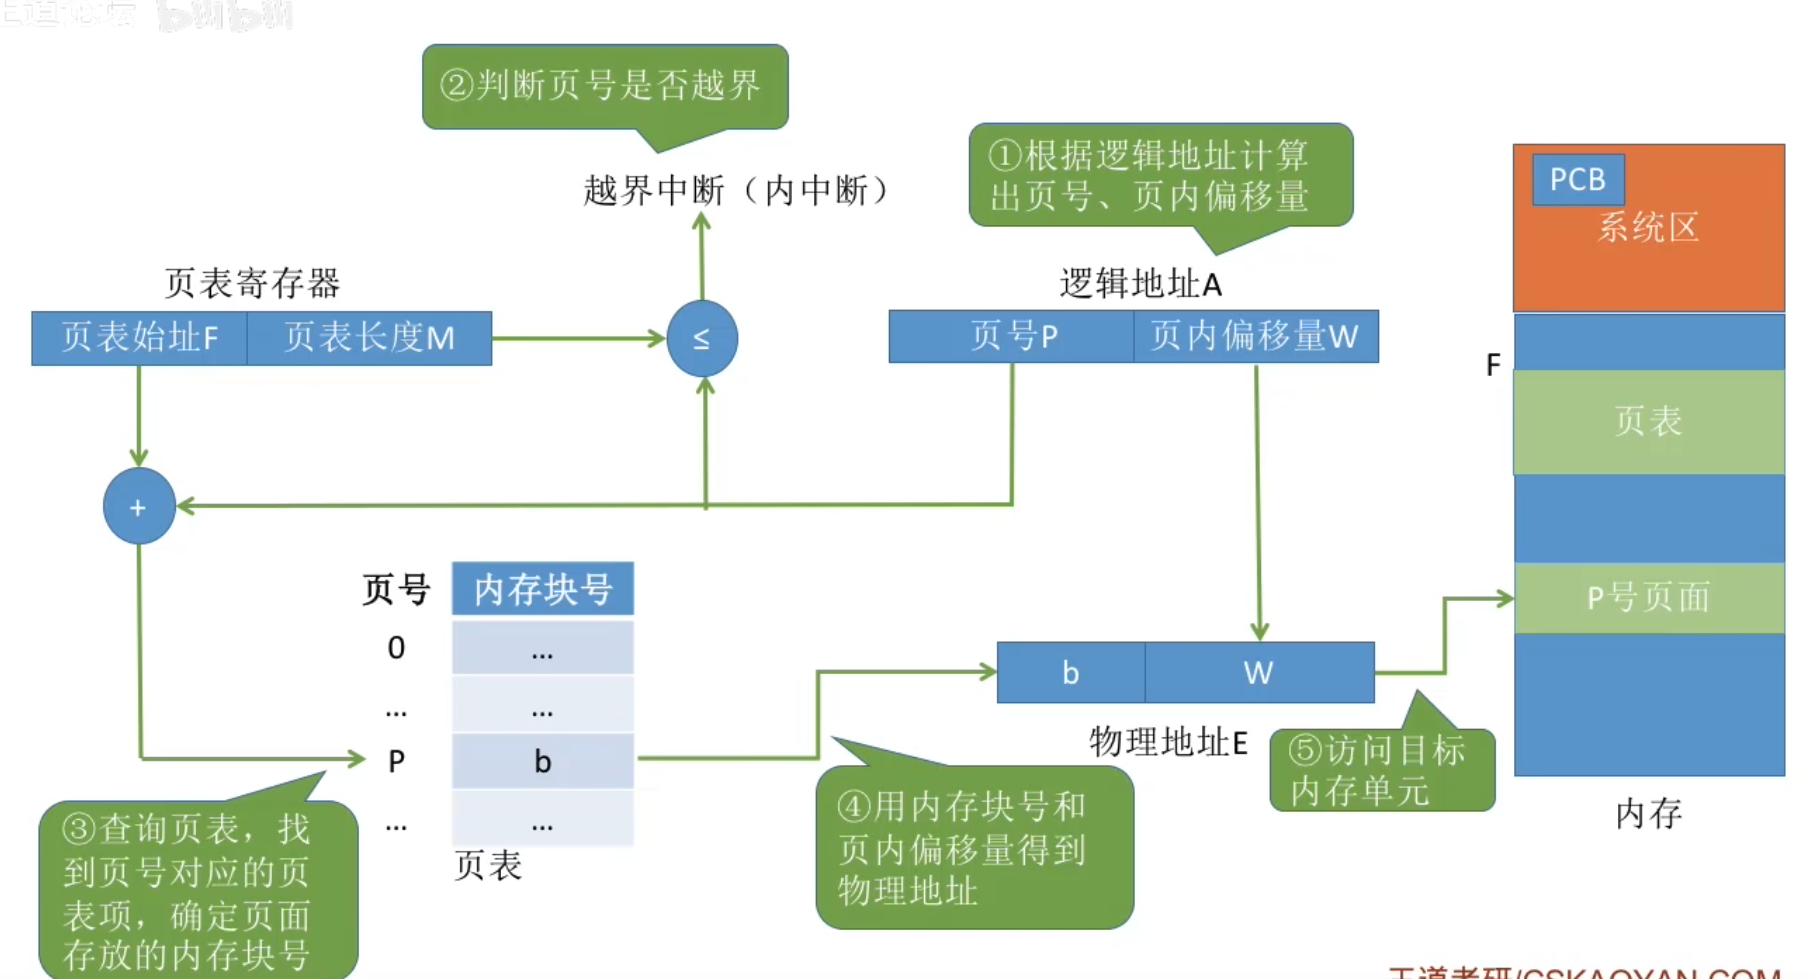 bilibili
②判断页号是否越界
①根据逻辑地址计算
出页号、页内偏移量
越界中断（内中断）
PCB
系统区
页表寄存器
页表始址F
页表长度M
≤
逻辑地址A
页号P
页内偏移量W
F
页表
+
页号
内存块号
0
...
...
...
P
b
...
...
页表
b
W
物理地址E
P号页面
内存
③查询页表，找
到页号对应的页
表项，确定页面
存放的内存块号
④用内存块号和
页内偏移量得到
物理地址
⑤访问目标
内存单元
王道考研/CSKAOYAN.COM